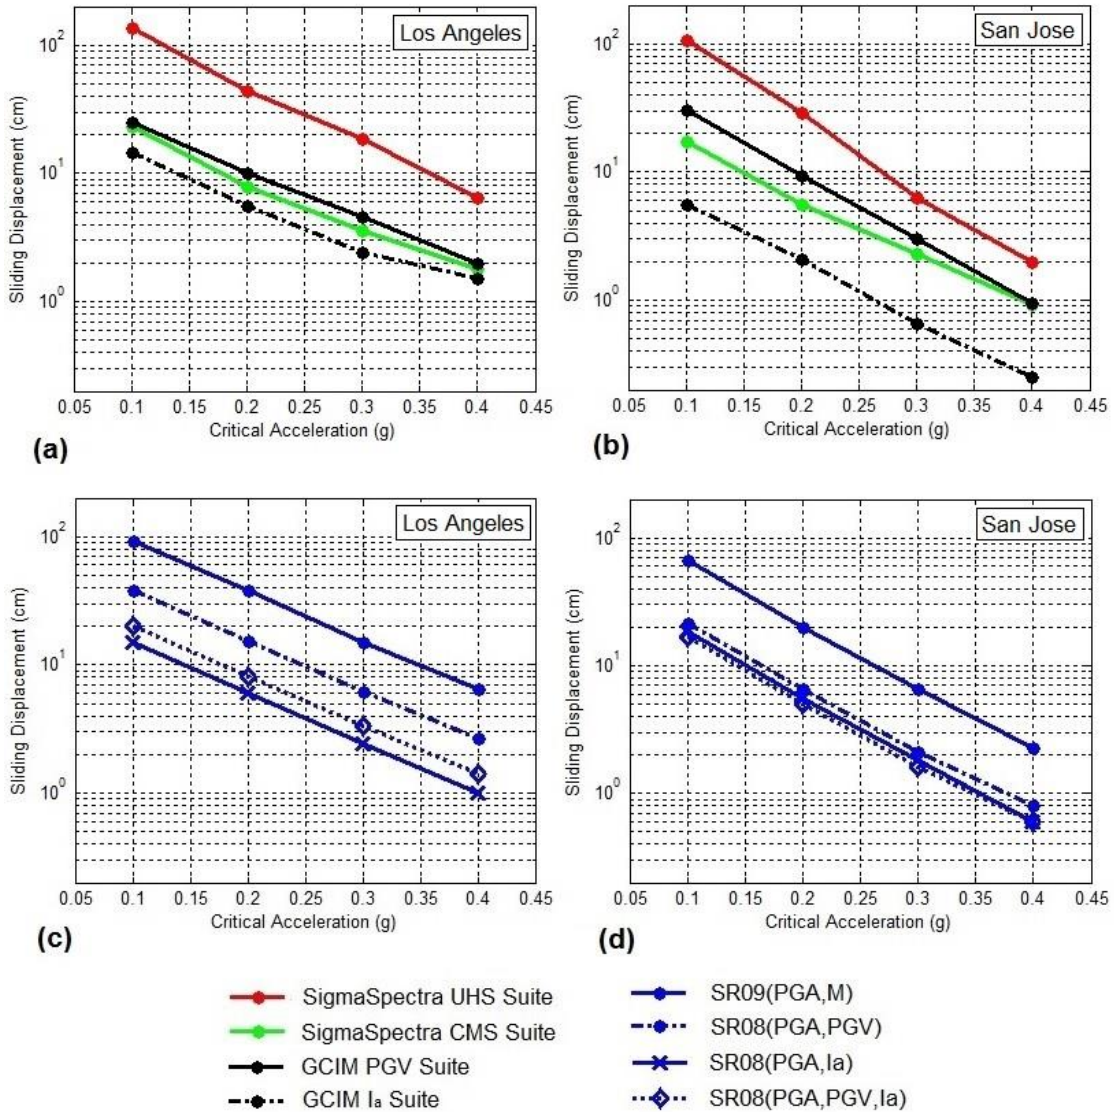 Los Angeles
10²
10¹
10⁰
Sliding Displacement (cm)
0.05 0.1 0.15 0.2 0.25 0.3 0.35 0.4 0.45
Critical Acceleration (g)
(a)
San Jose
10²
10¹
10⁰
Sliding Displacement (cm)
0.05 0.1 0.15 0.2 0.25 0.3 0.35 0.4 0.45
Critical Acceleration (g)
(b)
Los Angeles
10²
10¹
10⁰
Sliding Displacement (cm)
0.05 0.1 0.15 0.2 0.25 0.3 0.35 0.4 0.45
Critical Acceleration (g)
(c)
San Jose
10²
10¹
10⁰
Sliding Displacement (cm)
0.05 0.1 0.15 0.2 0.25 0.3 0.35 0.4 0.45
Critical Acceleration (g)
(d)
SigmaSpectra UHS Suite
SigmaSpectra CMS Suite
GCIM PGV Suite
GCIM Iₐ Suite
SR09(PGA,M)
SR08(PGA,PGV)
SR08(PGA,Ia)
SR08(PGA,PGV,Ia)